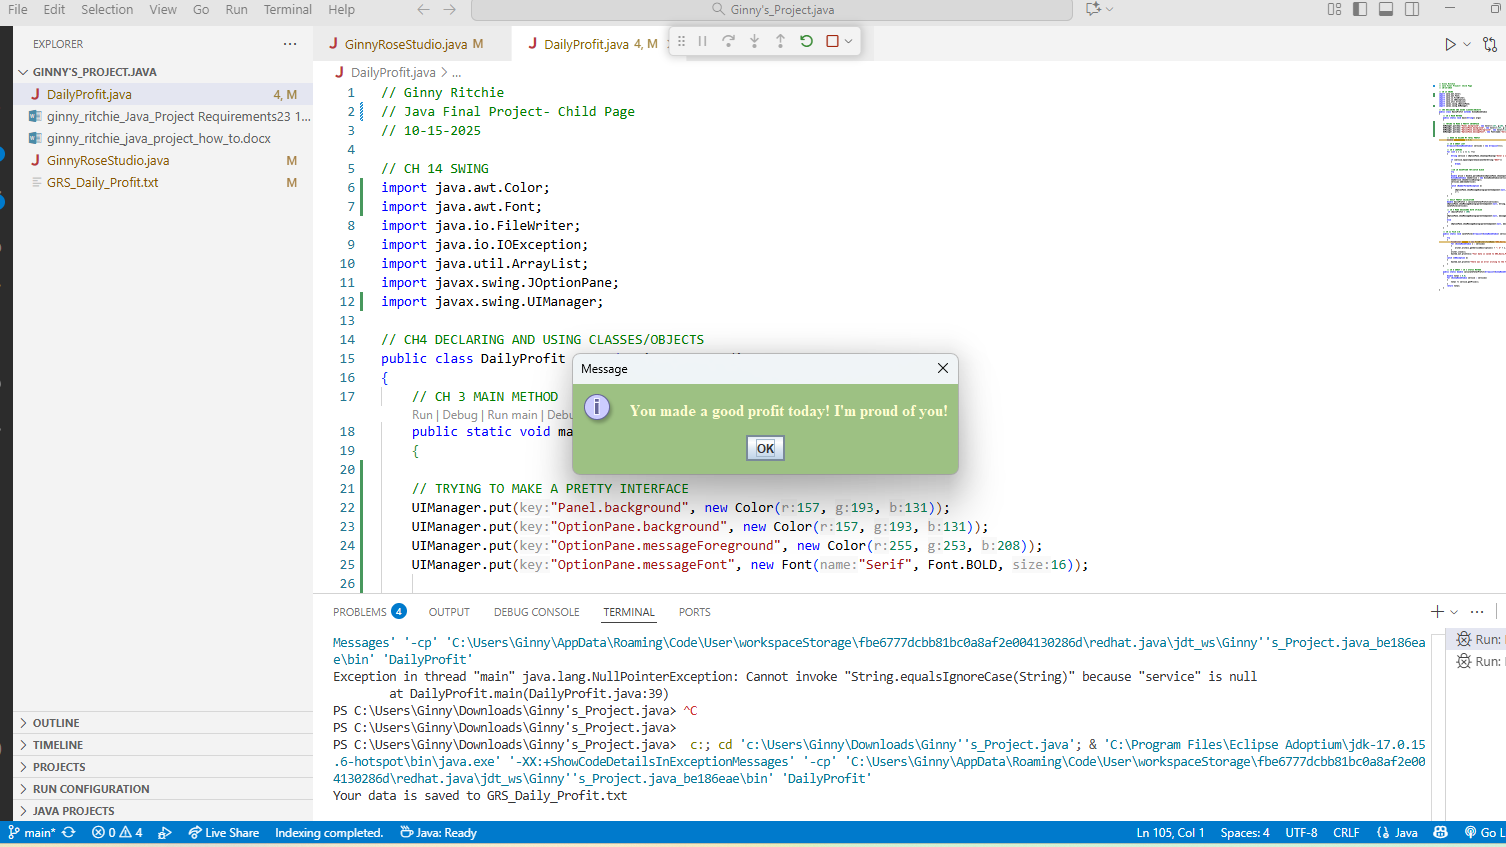 File Edit Selection View Go Run Terminal Help
Ginny's_Project.java
EXPLORER
GINNY'S_PROJECT.JAVA
DailyProfit.java 4, M
ginny_ritchie_Java_Project Requirements23 1...
ginny_ritchie_java_project_how_to.docx
GinnyRoseStudio.java M
GRS_Daily_Profit.txt M
OUTLINE
TIMELINE
PROJECTS
RUN CONFIGURATION
JAVA PROJECTS
GinnyRoseStudio.java M
DailyProfit.java 4, M
DailyProfit.java > ...
1 // Ginny Ritchie
2 // Java Final Project- Child Page
3 // 10-15-2025
4
5 // CH 14 SWING
6 import java.awt.Color;
7 import java.awt.Font;
8 import java.io.FileWriter;
9 import java.io.IOException;
10 import java.util.ArrayList;
11 import javax.swing.JOptionPane;
12 import javax.swing.UIManager;
13
14 // CH4 DECLARING AND USING CLASSES/OBJECTS
15 public class DailyProfit
16 {
17 // CH 3 MAIN METHOD
Run | Debug | Run main | Debu
18 public static void ma
19 {
20
21 // TRYING TO MAKE A PRETTY INTERFACE
22 UIManager.put(key:"Panel.background", new Color(r:157, g:193, b:131));
23 UIManager.put(key:"OptionPane.background", new Color(r:157, g:193, b:131));
24 UIManager.put(key:"OptionPane.messageForeground", new Color(r:255, g:253, b:208));
25 UIManager.put(key:"OptionPane.messageFont", new Font(name:"Serif", Font.BOLD, size:16));
26
Message
You made a good profit today! I'm proud of you!
OK
PROBLEMS 4 OUTPUT DEBUG CONSOLE TERMINAL PORTS
Messages' '-cp' 'C:\Users\Ginny\AppData\Roaming\Code\User\workspaceStorage\fbe6777dcbb81bc0a8af2e004130286d\redhat.java\jdt_ws\Ginny''s_Project.java_be186ea
e\bin' 'DailyProfit'
Exception in thread "main" java.lang.NullPointerException: Cannot invoke "String.equalsIgnoreCase(String)" because "service" is null
at DailyProfit.main(DailyProfit.java:39)
PS C:\Users\Ginny\Downloads\Ginny's_Project.java> ^C
PS C:\Users\Ginny\Downloads\Ginny's_Project.java>
PS C:\Users\Ginny\Downloads\Ginny's_Project.java> c:; cd 'c:\Users\Ginny\Downloads\Ginny''s_Project.java'; & 'C:\Program Files\Eclipse Adoptium\jdk-17.0.15
.6-hotspot\bin\java.exe' '-XX:+ShowCodeDetailsInExceptionMessages' '-cp' 'C:\Users\Ginny\AppData\Roaming\Code\User\workspaceStorage\fbe6777dcbb81bc0a8af2e00
4130286d\redhat.java\jdt_ws\Ginny''s_Project.java_be186eae\bin' 'DailyProfit'
Your data is saved to GRS_Daily_Profit.txt
Run:
Run:
main* 0 4 Live Share Indexing completed. Java: Ready
Ln 105, Col 1 Spaces: 4 UTF-8 CRLF {} Java Go L